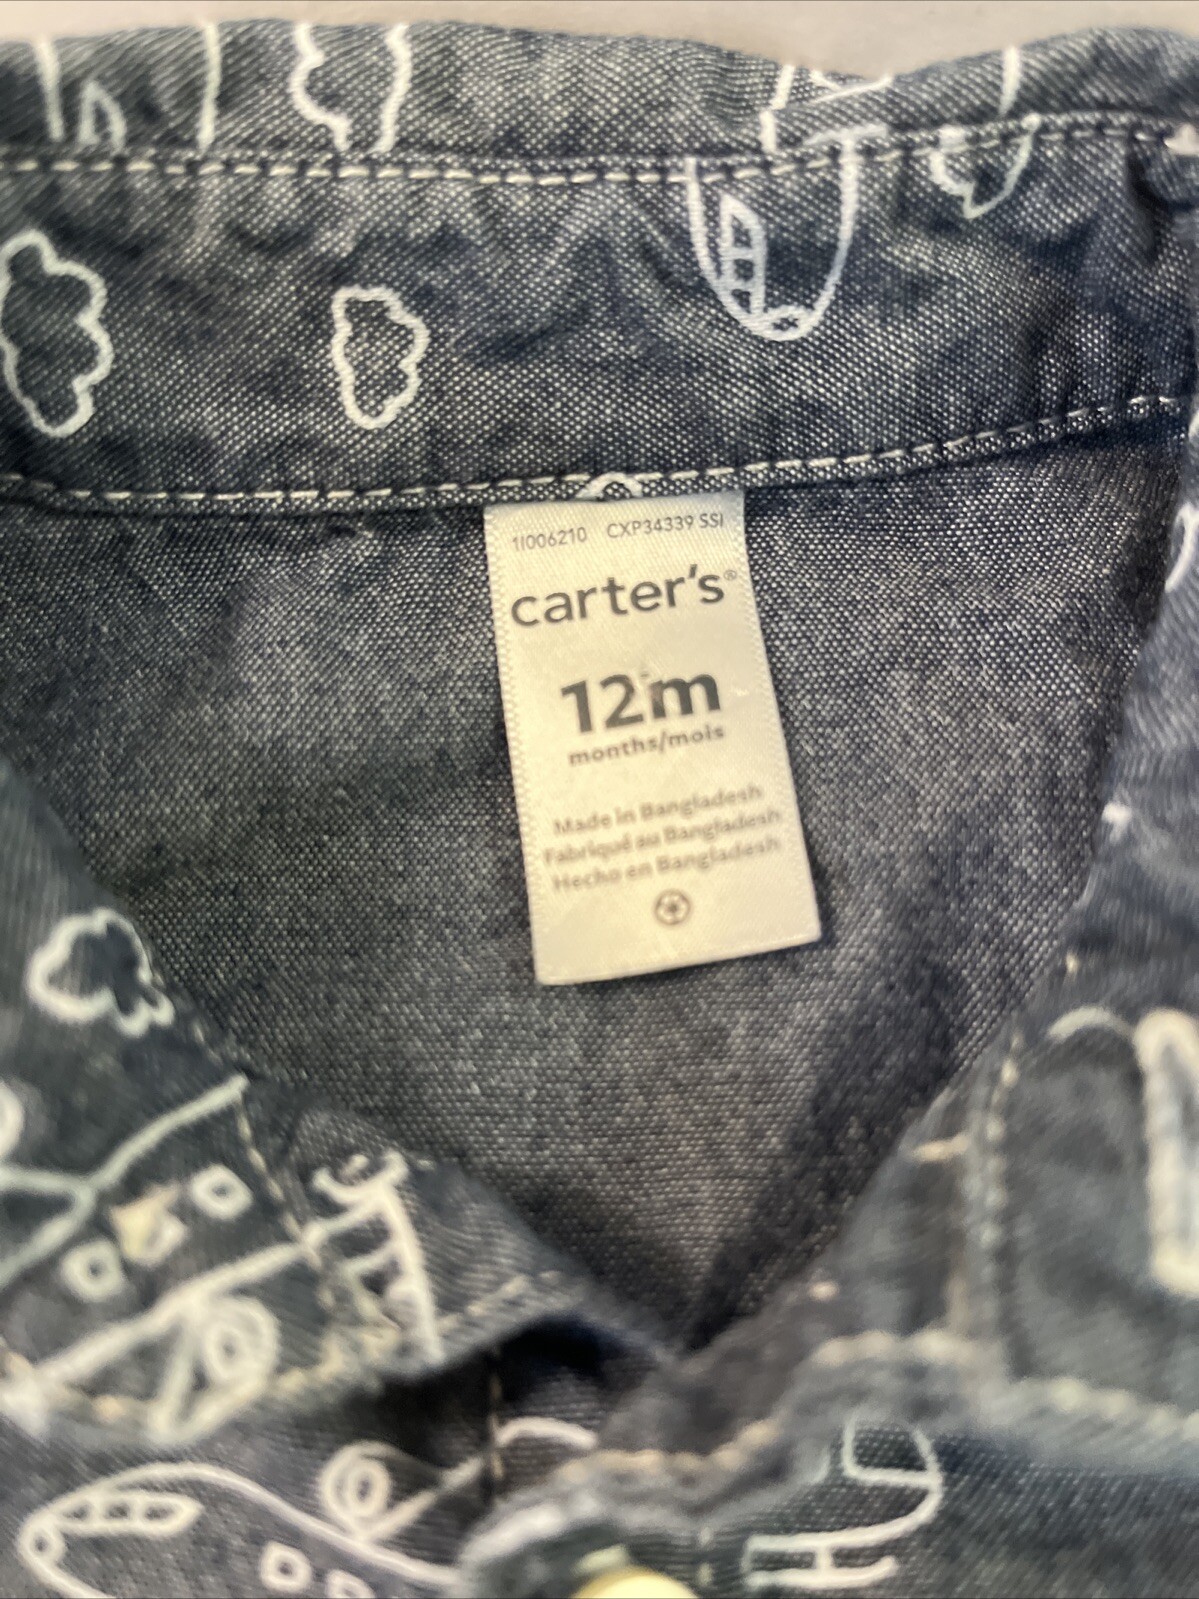 1I006210 CXP34339 SSI
carter's®
12m
months/mois
Made in Bangladesh
Fabriqué au Bangladesh
Hecho en Bangladesh